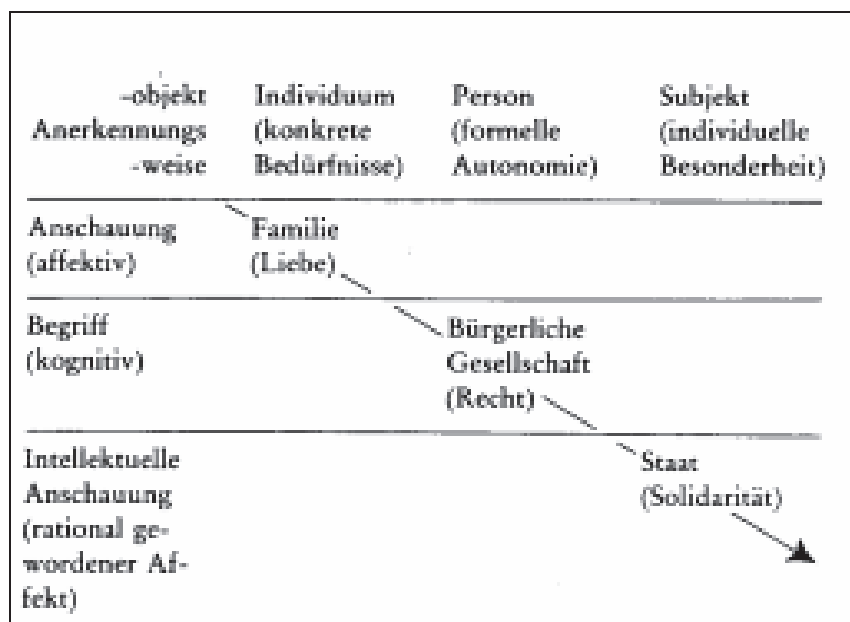 -objekt Individuum Person Subjekt
Anerkennungs (konkrete (formelle (individuelle
-weise Bedürfnisse) Autonomie) Besonderheit)
Anschauung Familie
(affektiv) (Liebe)
Begriff Bürgerliche
(kognitiv) Gesellschaft
(Recht)
Intellektuelle Staat
Anschauung (Solidarität)
(rational ge-
wordener Af-
fekt)